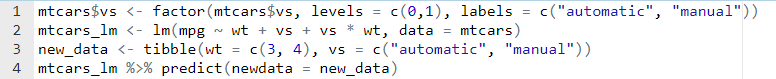 1 mtcars$vs <- factor(mtcars$vs, levels = c(0,1), labels = c("automatic", "manual"))
2 mtcars_lm <- lm(mpg ~ wt + vs + vs * wt, data = mtcars)
3 new_data <- tibble(wt = c(3, 4), vs = c("automatic", "manual"))
4 mtcars_lm %>% predict(newdata = new_data)